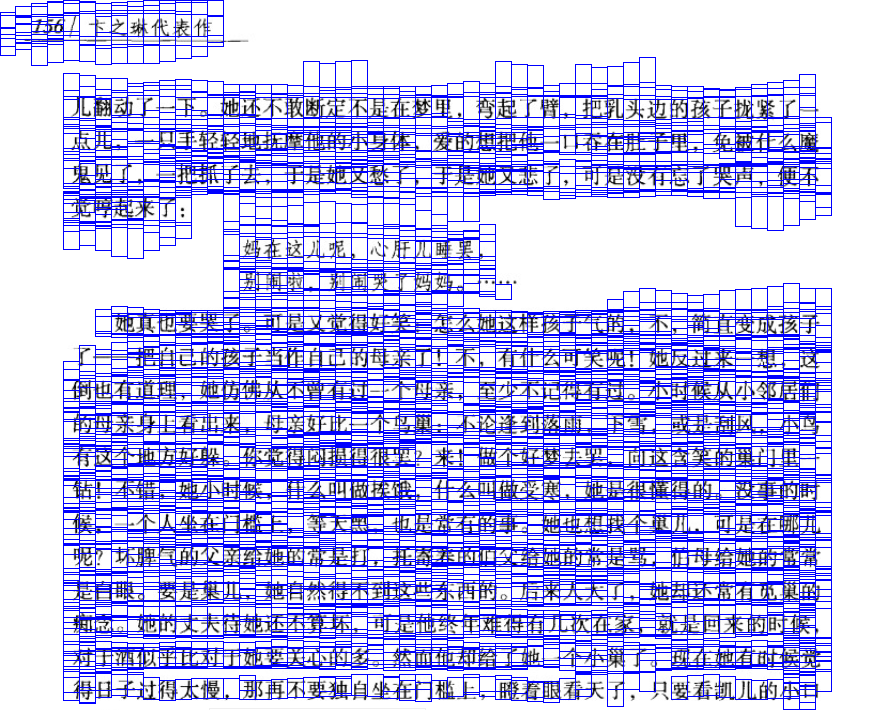 156 / 卞之琳代表作
儿翻动了一下。她还不敢断定不是在梦里，弯起了臂，把乳头边的孩子拢紧了一
点儿，一只手轻轻地抚摩他的小身体，爱的想把他一口吞在肚子里，免被什么魔
鬼见了，一把抓了去，于是她又愁了，于是她又悲了，可是没有忘了哭声，便不
觉哼起来了：
妈在这儿呢，心肝儿睡罢，
别闹啦，别闹哭了妈妈。……
她真也要哭了。可是又觉得好笑，怎么她这样孩子气的，不，简直变成孩子
了——把自己的孩子当作自己的母亲了！不，有什么可笑呢！她反过来一想，这
倒也有道理，她仿佛从不曾有过一个母亲，至少不记得有过。小时候从小邻居们
的母亲身上看出来，母亲好比一个鸟巢：不论逢到落雨，下雪，或是刮风，小鸟
有这个地方好躲。你觉得闷损得很罢？来！做个好梦去罢，向这含笑的巢门里一
钻！不错，她小时候，什么叫做挨饿，什么叫做受寒，她是很懂得的，没事的时
候，一个人坐在门槛上，等天黑，也是常有的事。她也想找个巢儿，可是在哪儿
呢？坏脾气的父亲给她的常是打，托寄养的伯父给她的常是骂，伯母给她的常常
是白眼。要是巢儿，她自然得不到这些东西的。后来人大了，她却还常有觅巢的
痴念。她的丈夫待她还不算坏，可是他终年难得有几次在家，就是回来的时候，
对于酒似乎比对于她要关心的多。然而他却给了她一个小巢了。现在她有时候觉
得日子过得太慢，那再不要独自坐在门槛上，瞪着眼看天了，只要看凯儿的小口